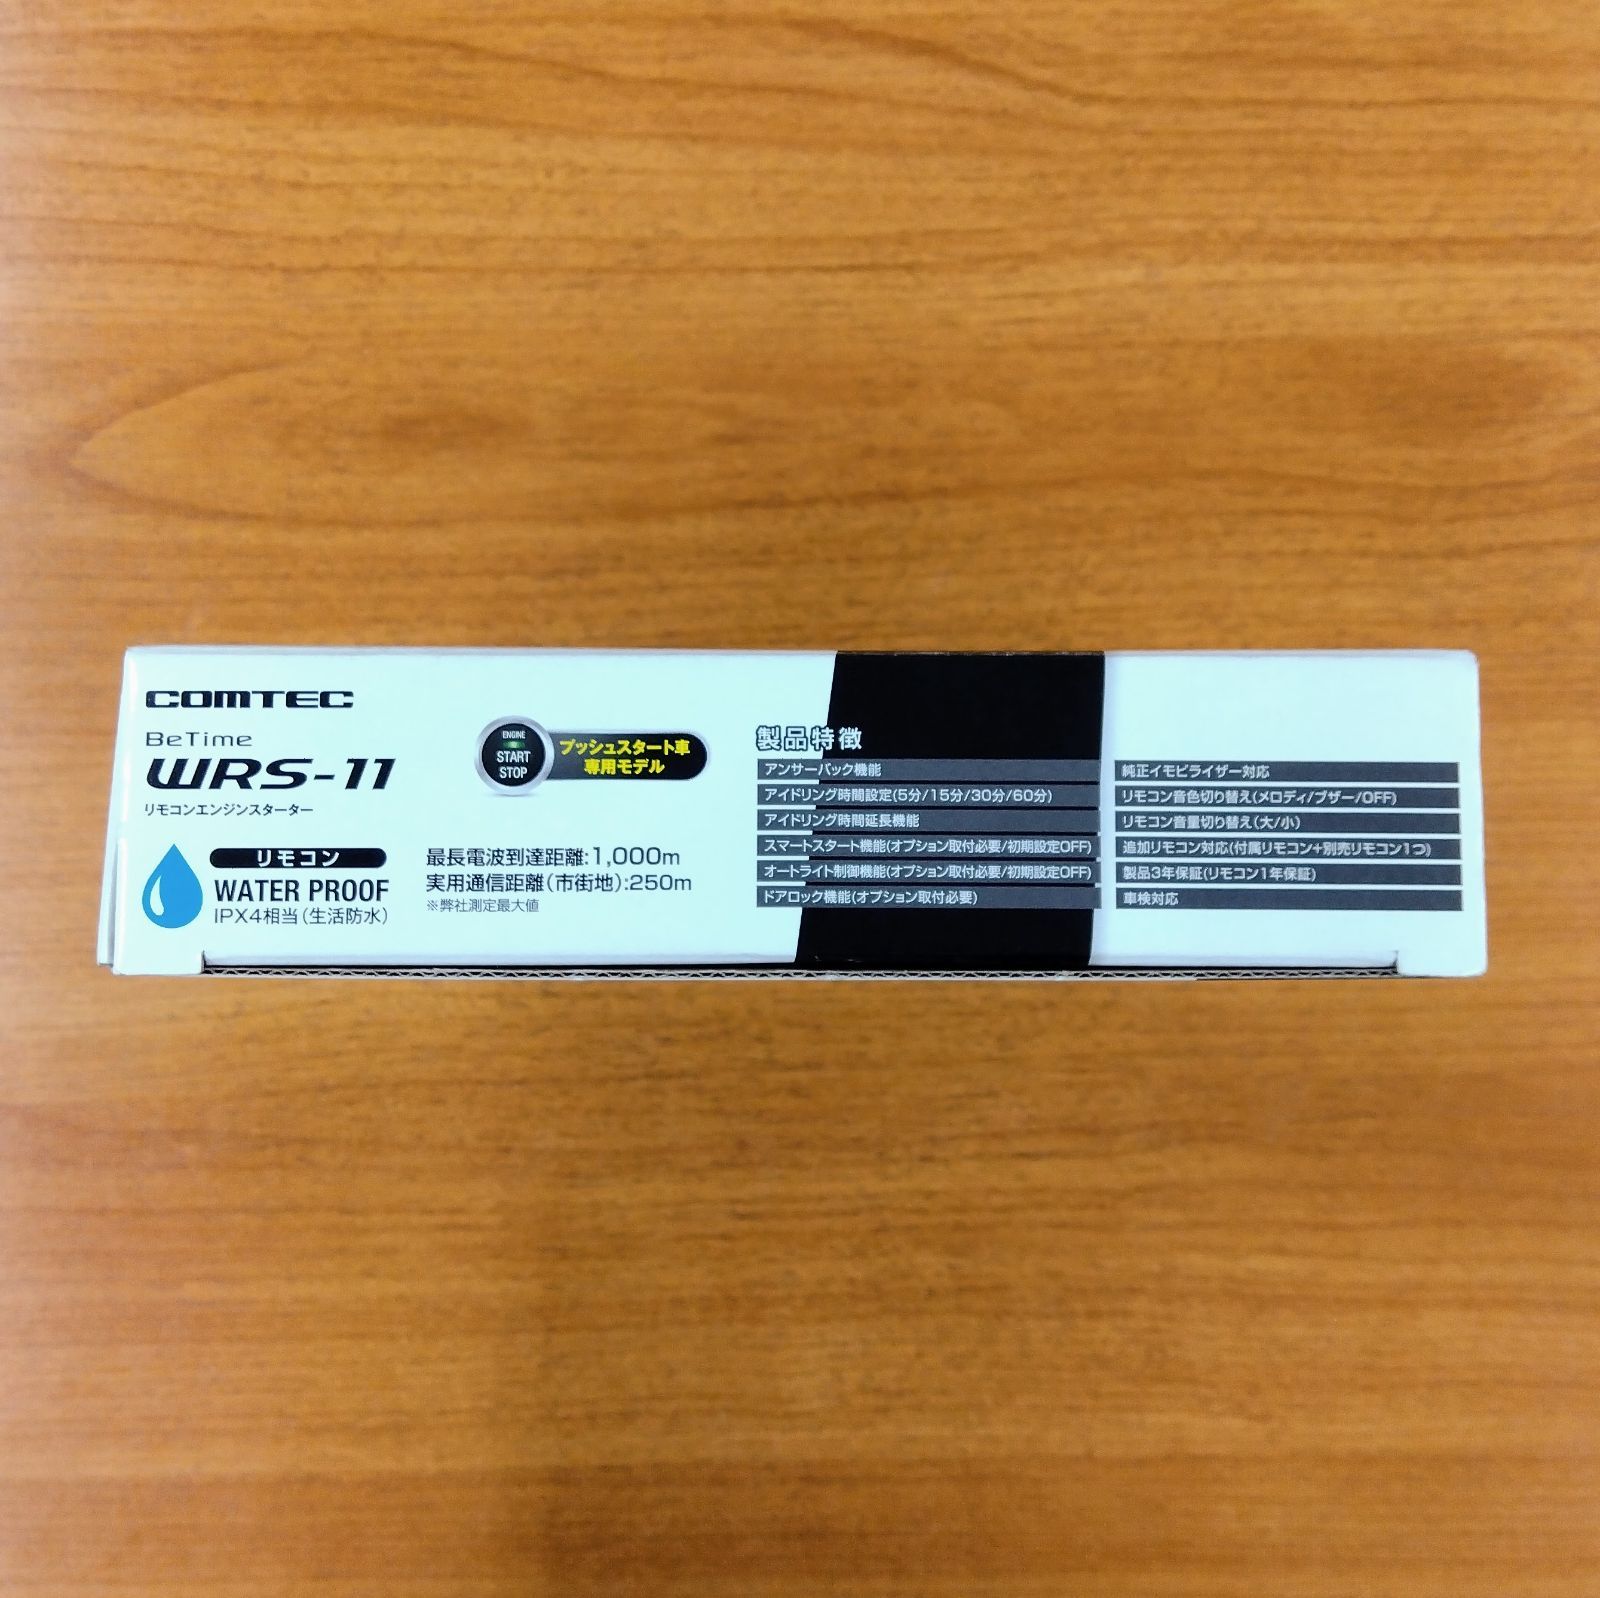 COMTEC
BeTime
WRS-11
リモコンエンジンスターター
リモコン
WATER PROOF
IPX4相当(生活防水)
ENGINE
START
STOP
プッシュスタート車
専用モデル
最長電波到達距離:1,000m
実用通信距離(市街地):250m
※弊社測定最大値
製品特徴
アンサーバック機能
アイドリング時間設定(5分/15分/30分/60分)
アイドリング時間延長機能
スマートスタート機能(オプション取付必要/初期設定OFF)
オートライト制御機能(オプション取付必要/初期設定OFF)
ドアロック機能(オプション取付必要)
純正イモビライザー対応
リモコン音色切り替え(メロディ/ブザー/OFF)
リモコン音量切り替え(大/小)
追加リモコン対応(付属リモコン+別売リモコン1つ)
製品3年保証(リモコン1年保証)
車検対応